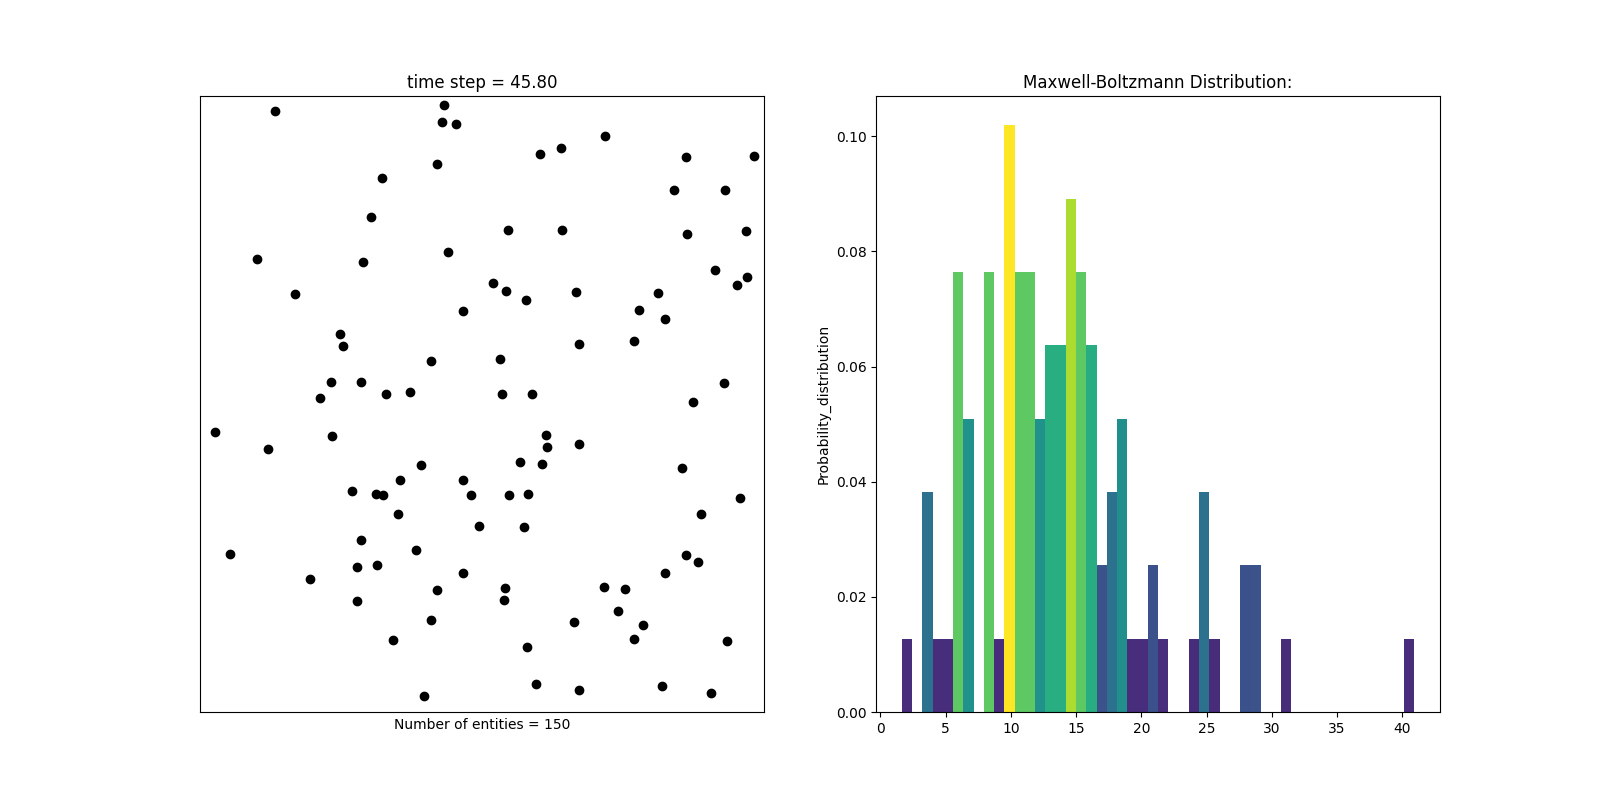 time step = 45.80
Number of entities = 150
Maxwell-Boltzmann Distribution:
Probability_distribution
0.10
0.08
0.06
0.04
0.02
0.00
0 5 10 15 20 25 30 35 40